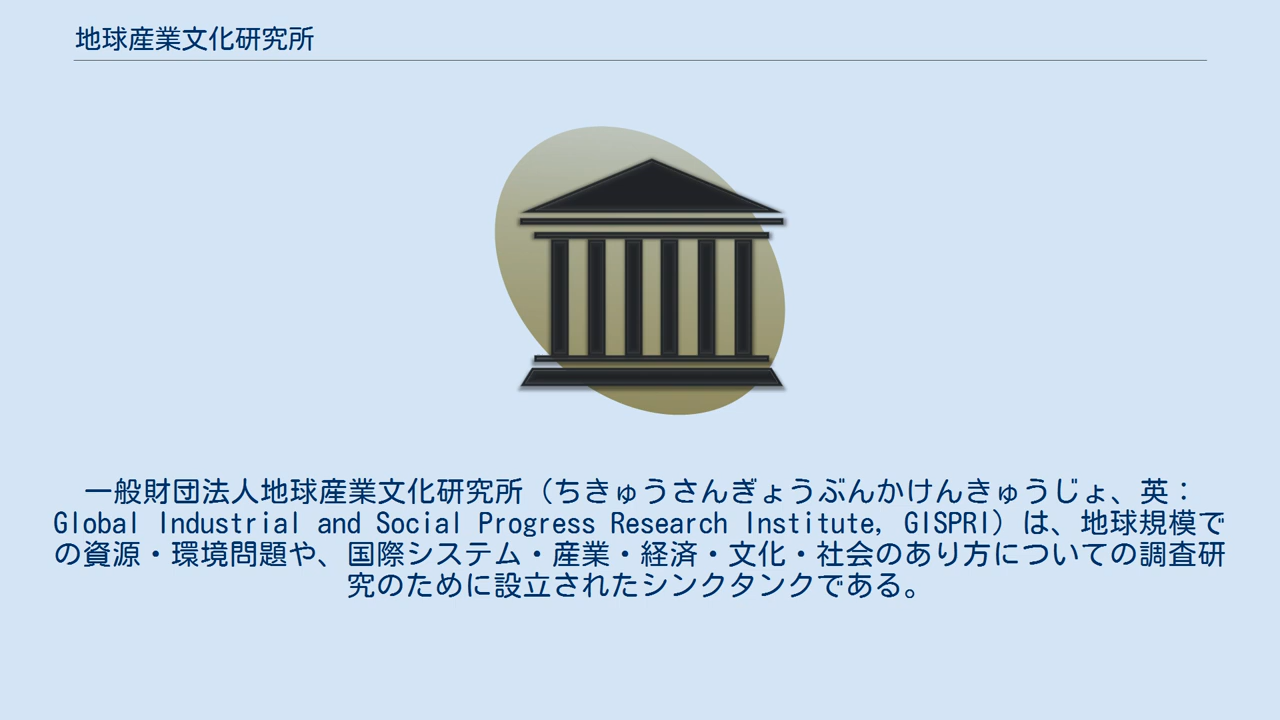 地球産業文化研究所
一般財団法人地球産業文化研究所（ちきゅうさんぎょうぶんかけんきゅうじょ、英：
Global Industrial and Social Progress Research Institute, GISPRI）は、地球規模で
の資源・環境問題や、国際システム・産業・経済・文化・社会のあり方についての調査研
究のために設立されたシンクタンクである。